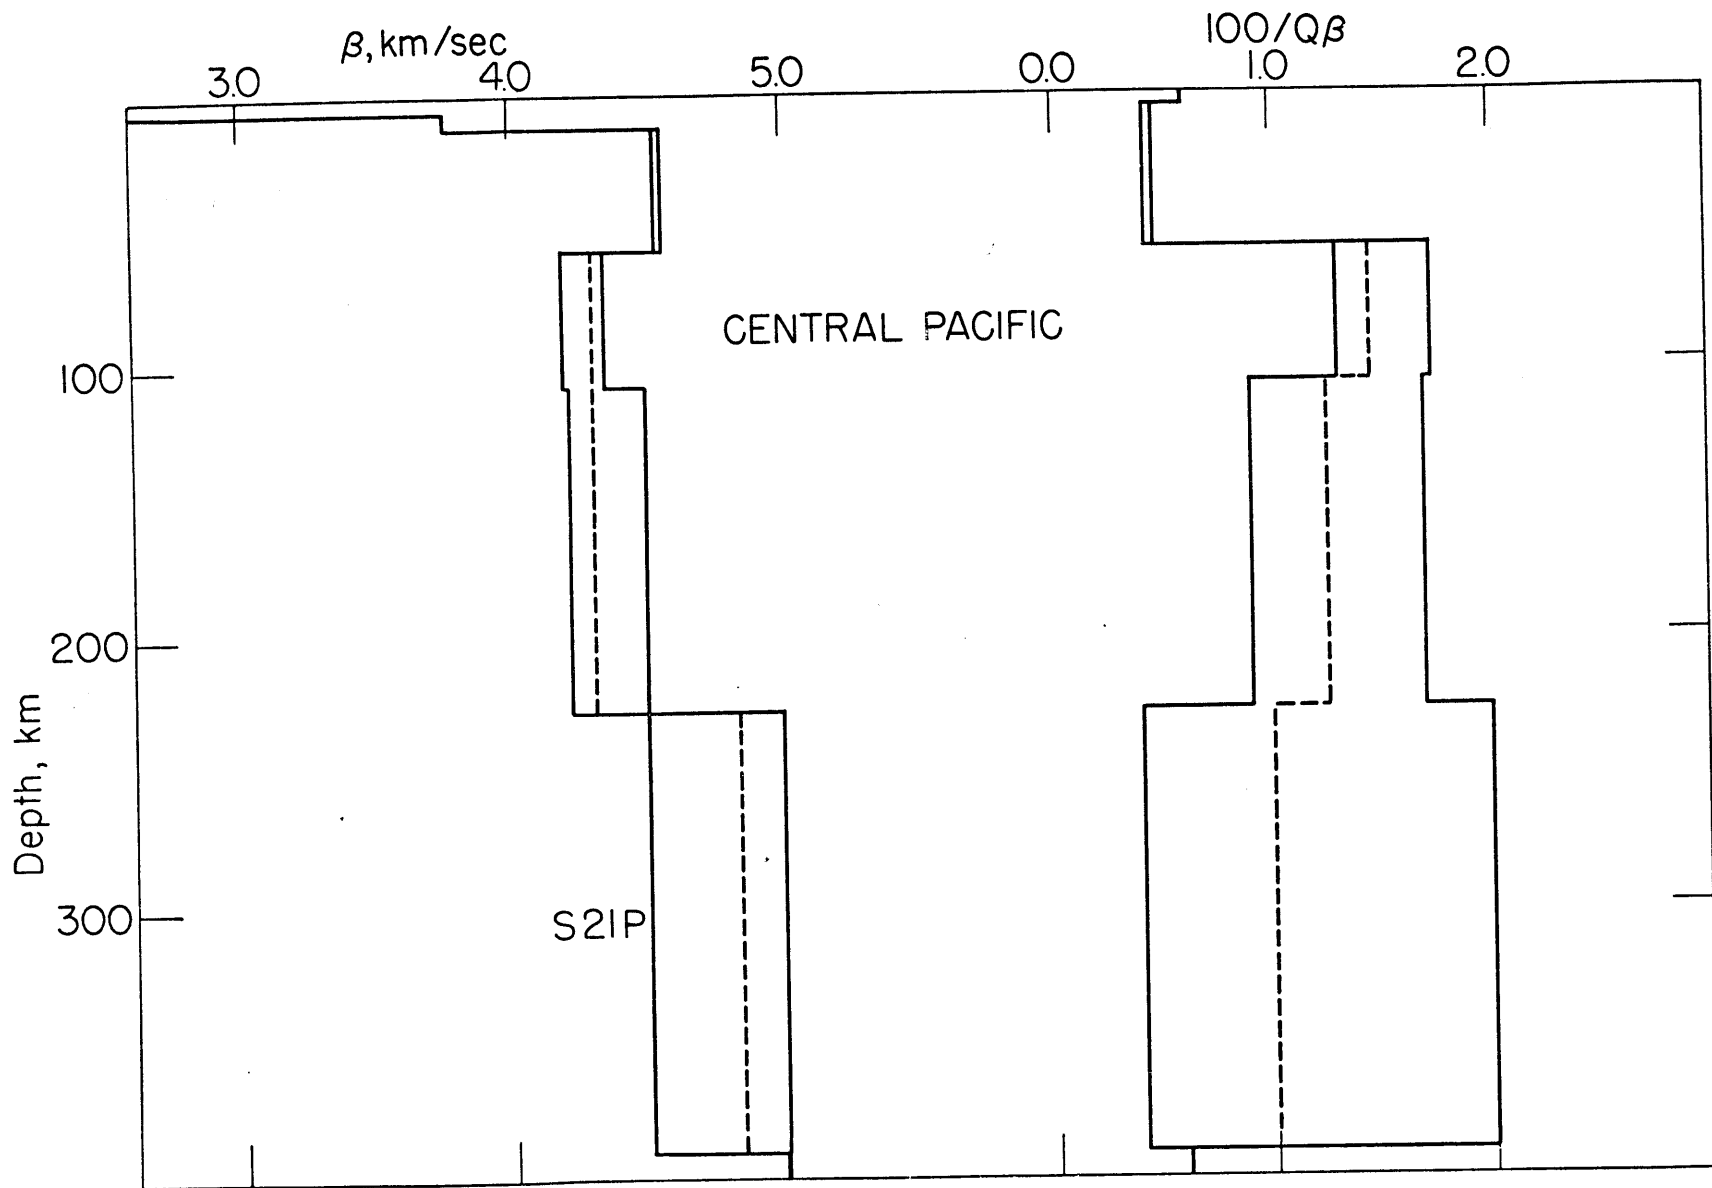 β, km/sec
100/Qβ
3.0 4.0 5.0 0.0 1.0 2.0
CENTRAL PACIFIC
100
200
Depth, km
300
S21P